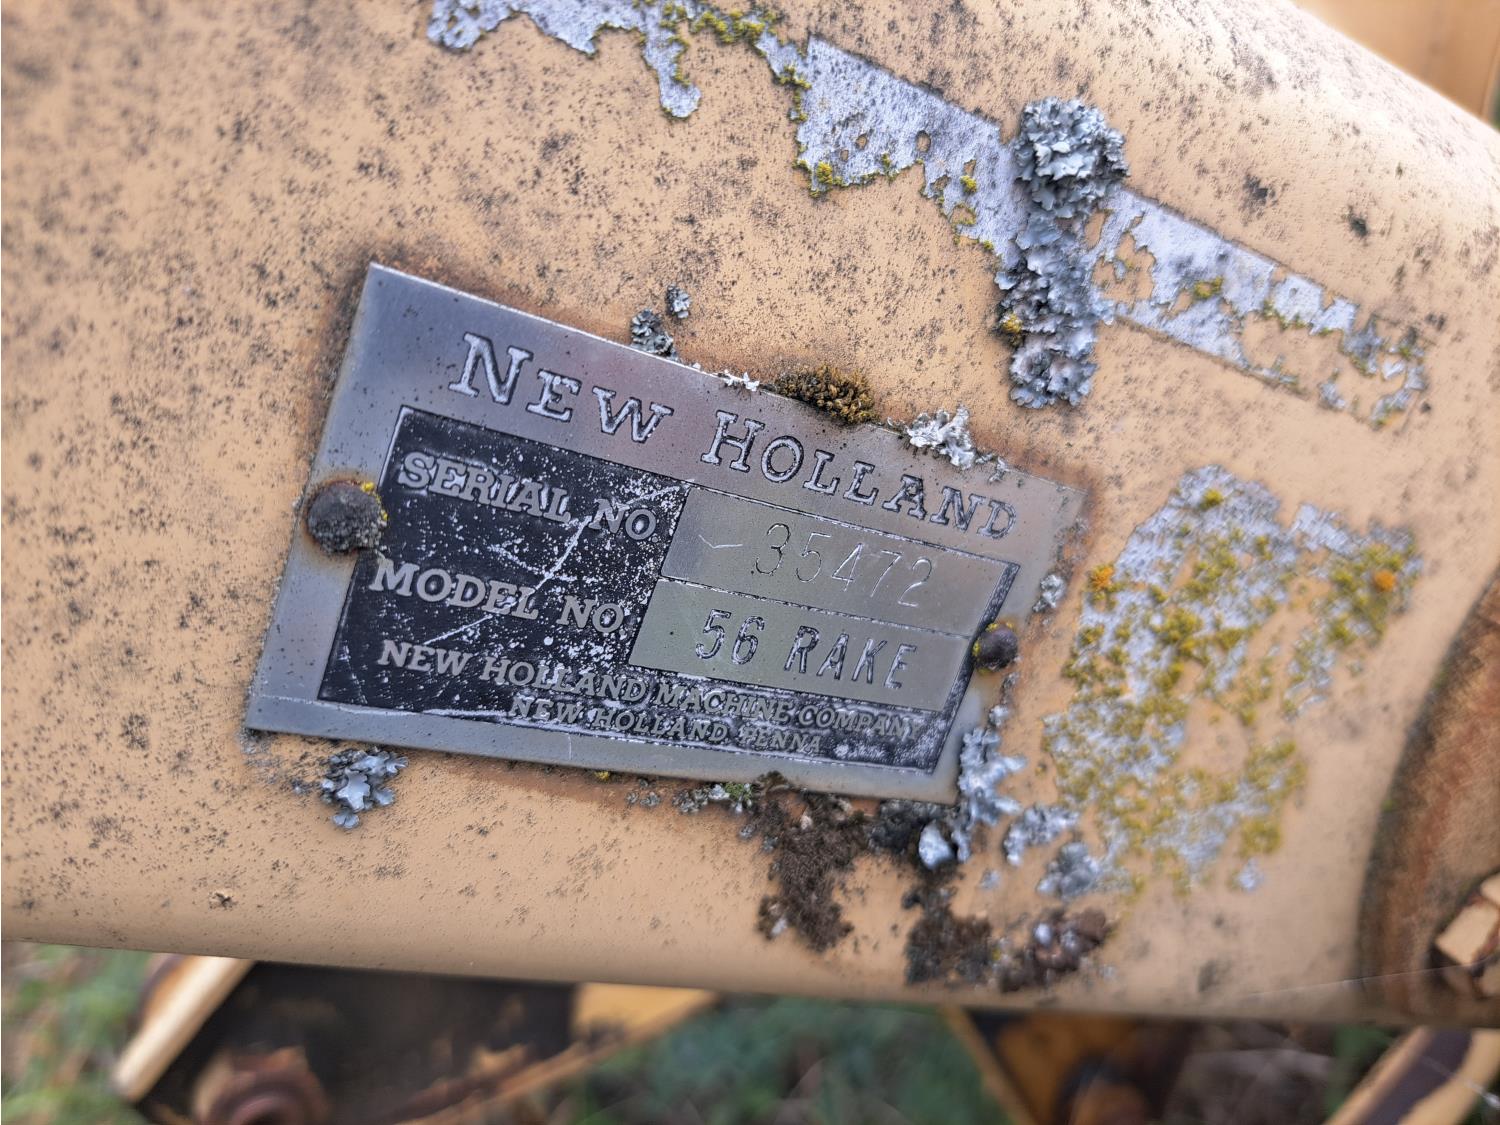 NEW HOLLAND
SERIAL NO. 35472
MODEL NO. 56 RAKE
NEW HOLLAND MACHINE COMPANY
NEW HOLLAND, PENNA.